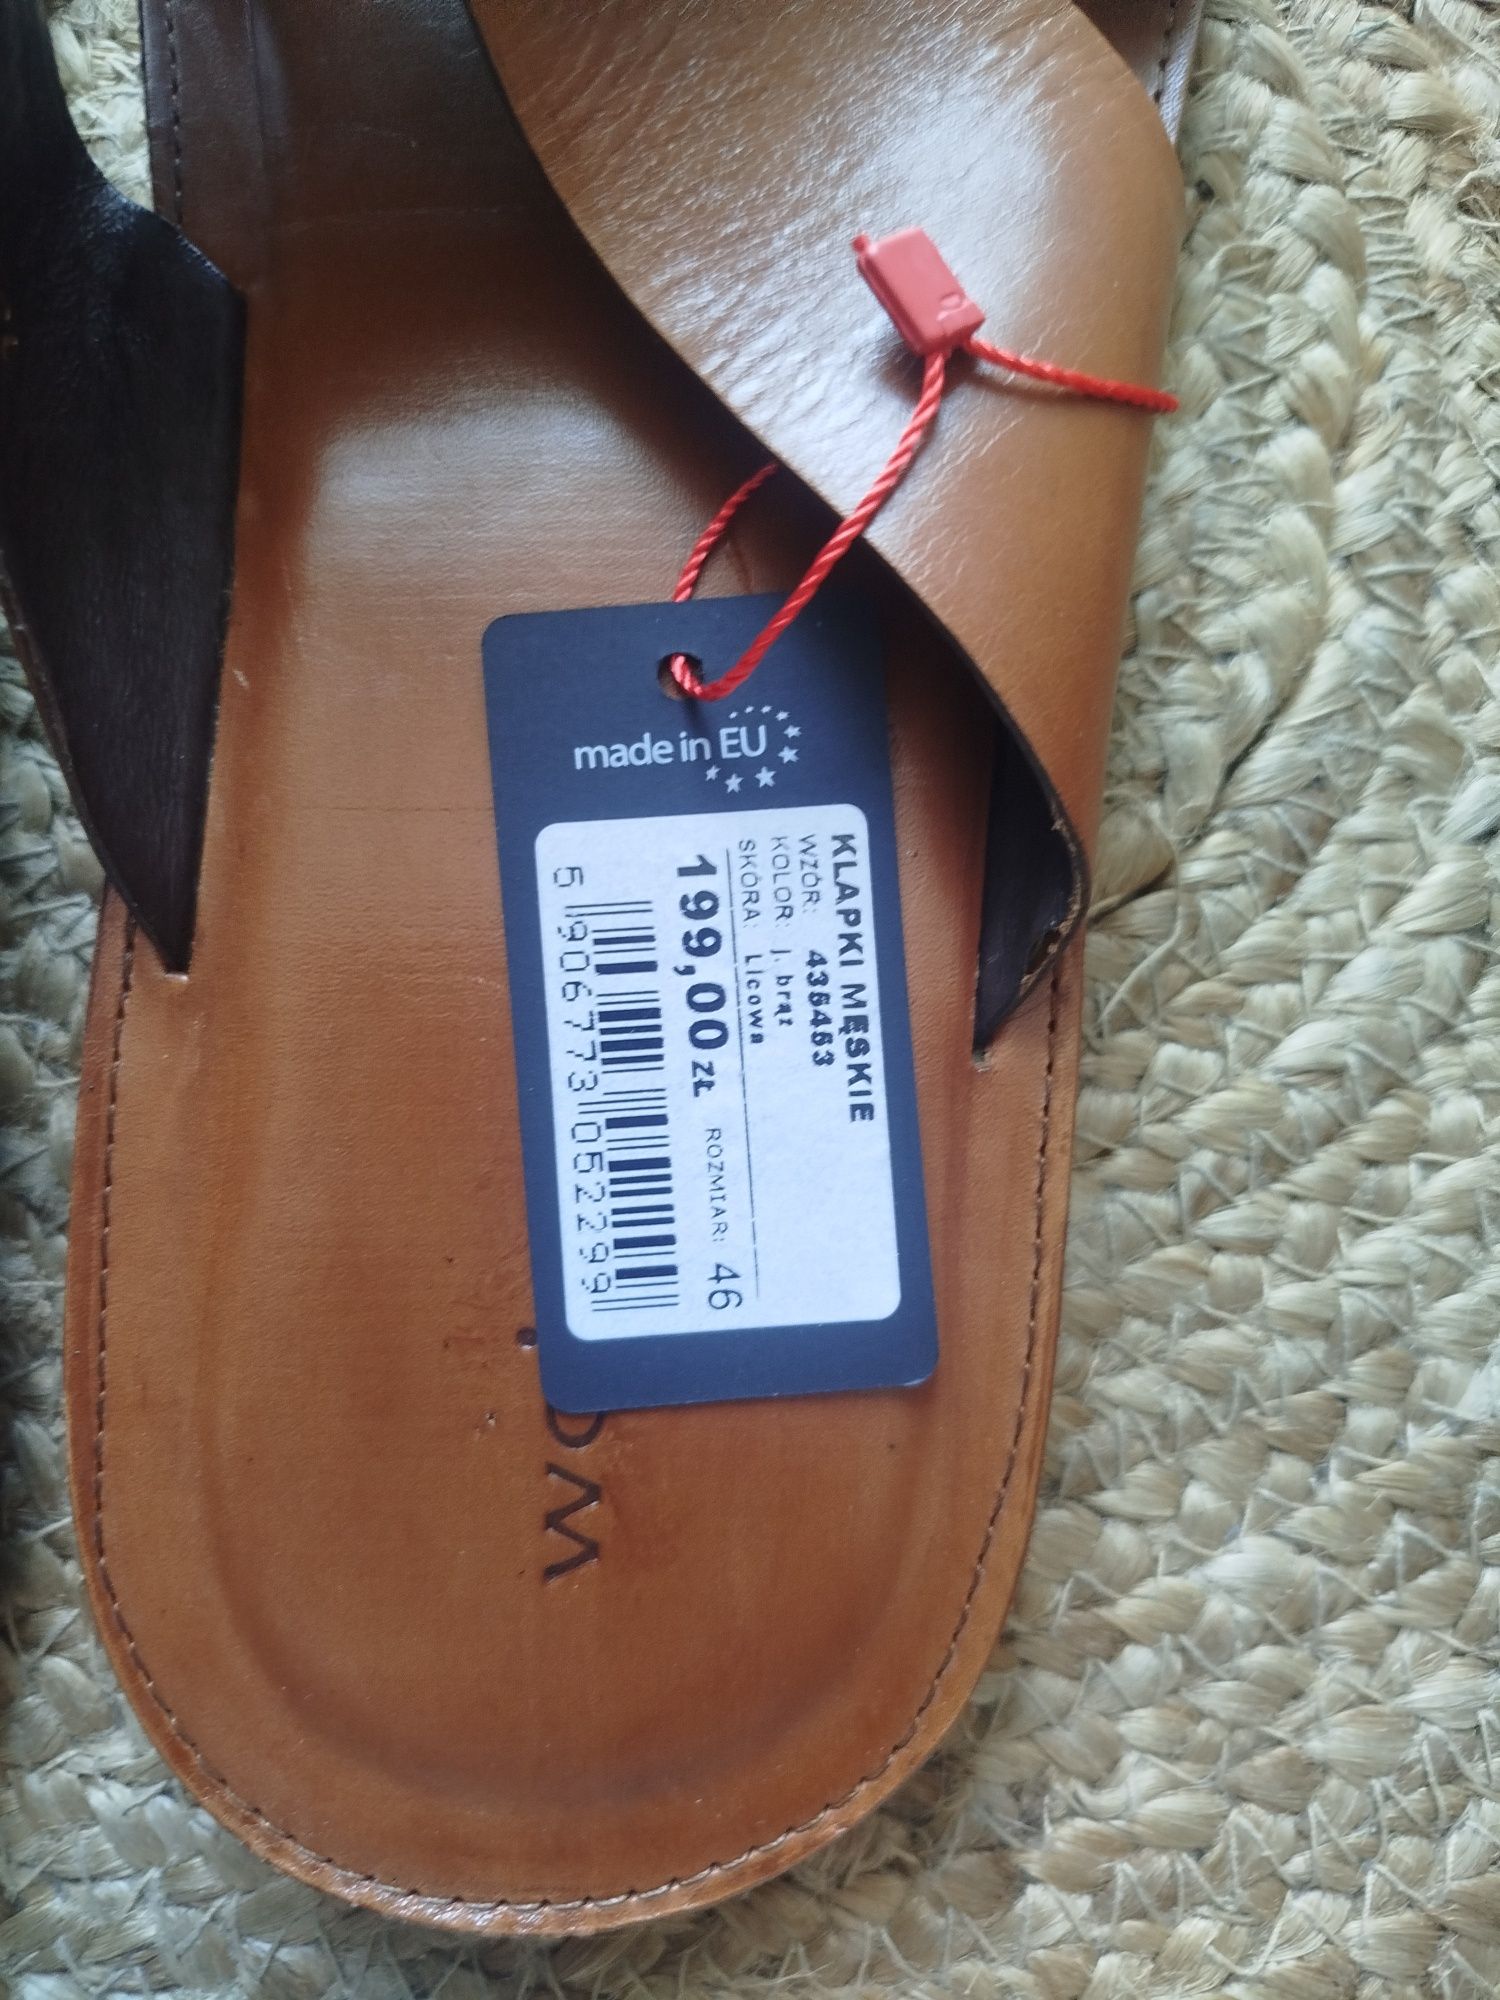 made in EU
KLAPKI MĘSKIE
WZÓR: 435453
KOLOR: j. brąz
SKÓRA: Licowa
199,00 zł ROZMIAR: 46
5 906773 052299